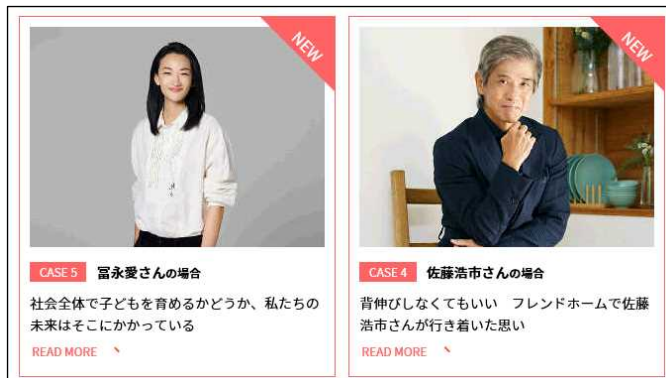 NEW
CASE 5 冨永愛さんの場合
社会全体で子どもを育めるかどうか、私たちの
未来はそこにかかっている
READ MORE
NEW
CASE 4 佐藤浩市さんの場合
背伸びしなくてもいい　フレンドホームで佐藤
浩市さんが行き着いた思い
READ MORE